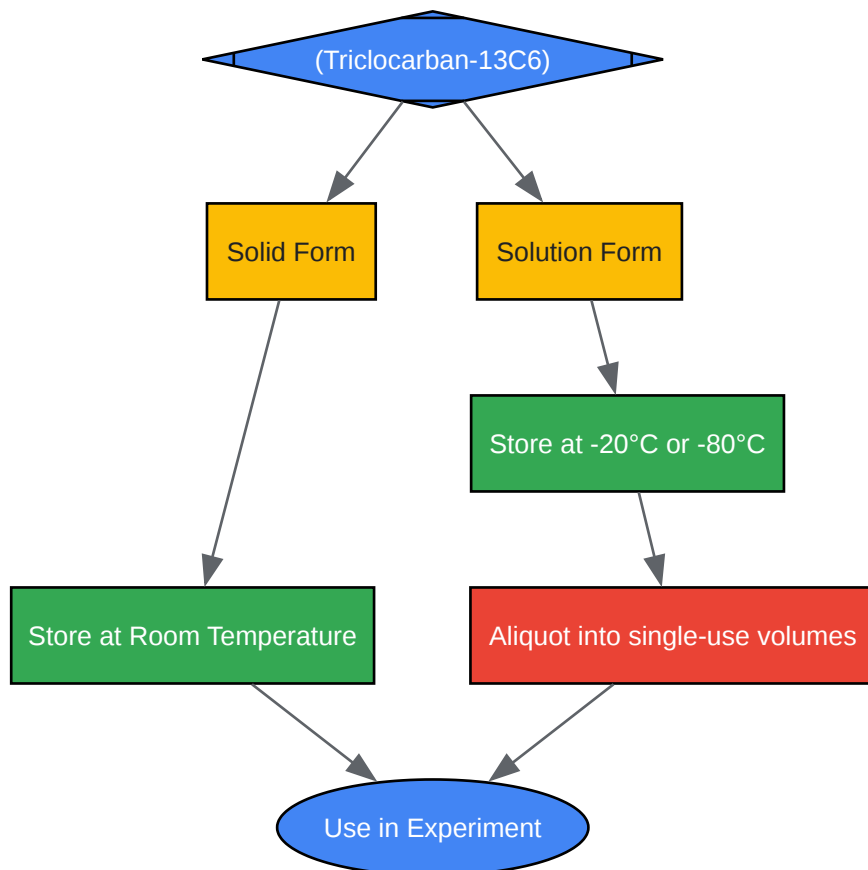 (Triclocarban-13C6)
Solid Form
Solution Form
Store at -20°C or -80°C
Store at Room Temperature
Aliquot into single-use volumes
Use in Experiment